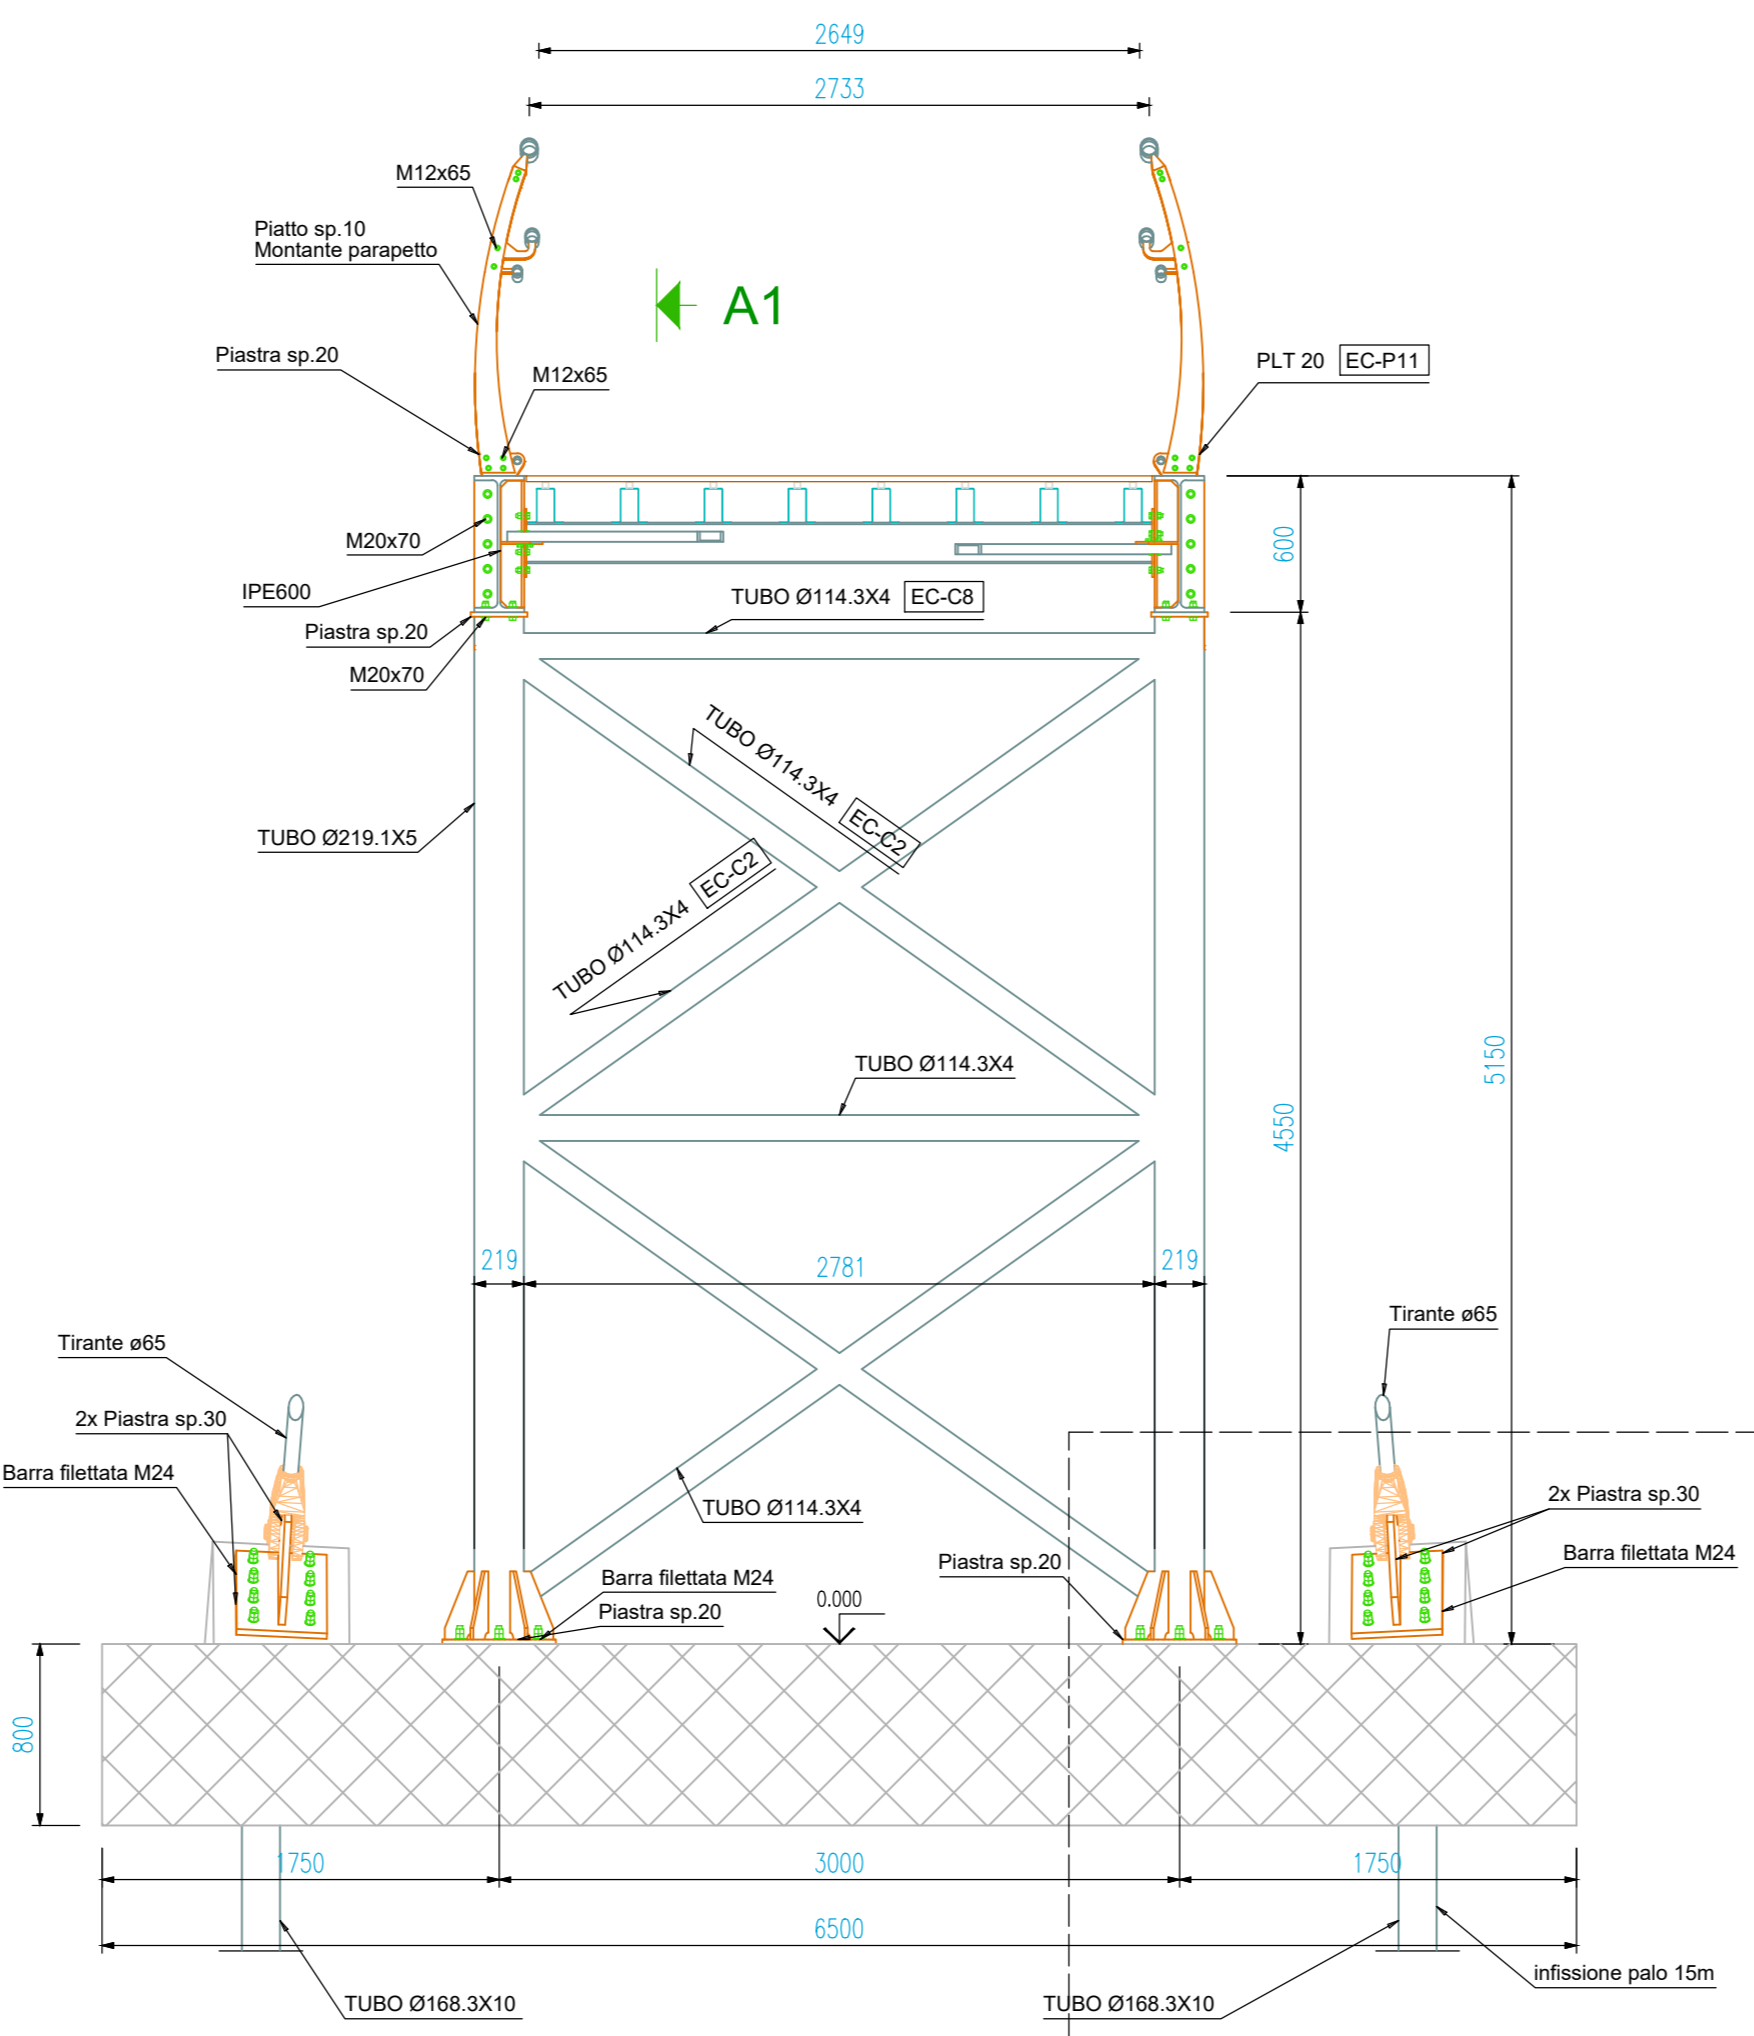 2649
2733
M12x65
Piatto sp.10
Montante parapetto
A1
Piastra sp.20
M12x65
PLT 20 EC-P11
M20x70
600
IPE600
TUBO Ø114.3X4 EC-C8
Piastra sp.20
M20x70
TUBO Ø114.3X4 EC-C2
TUBO Ø219.1X5
TUBO Ø114.3X4 EC-C2
TUBO Ø114.3X4
5150
4550
219
2781
219
Tirante ø65
Tirante ø65
2x Piastra sp.30
Barra filettata M24
2x Piastra sp.30
TUBO Ø114.3X4
Barra filettata M24
Piastra sp.20
Barra filettata M24
Piastra sp.20
0.000
800
1750
3000
1750
6500
infissione palo 15m
TUBO Ø168.3X10
TUBO Ø168.3X10